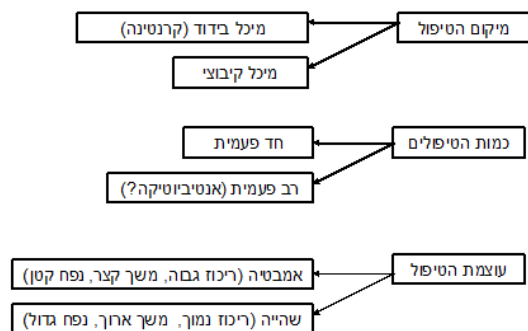 מיקום הטיפול
מיכל בידוד (קרנטינה)
מיכל קיבוצי
כמות הטיפולים
חד פעמית
רב פעמית (אנטיביוטיקה?)
עוצמת הטיפול
אמבטיה (ריכוז גבוה, משך קצר, נפח קטן)
שהייה (ריכוז נמוך, משך ארוך, נפח גדול)